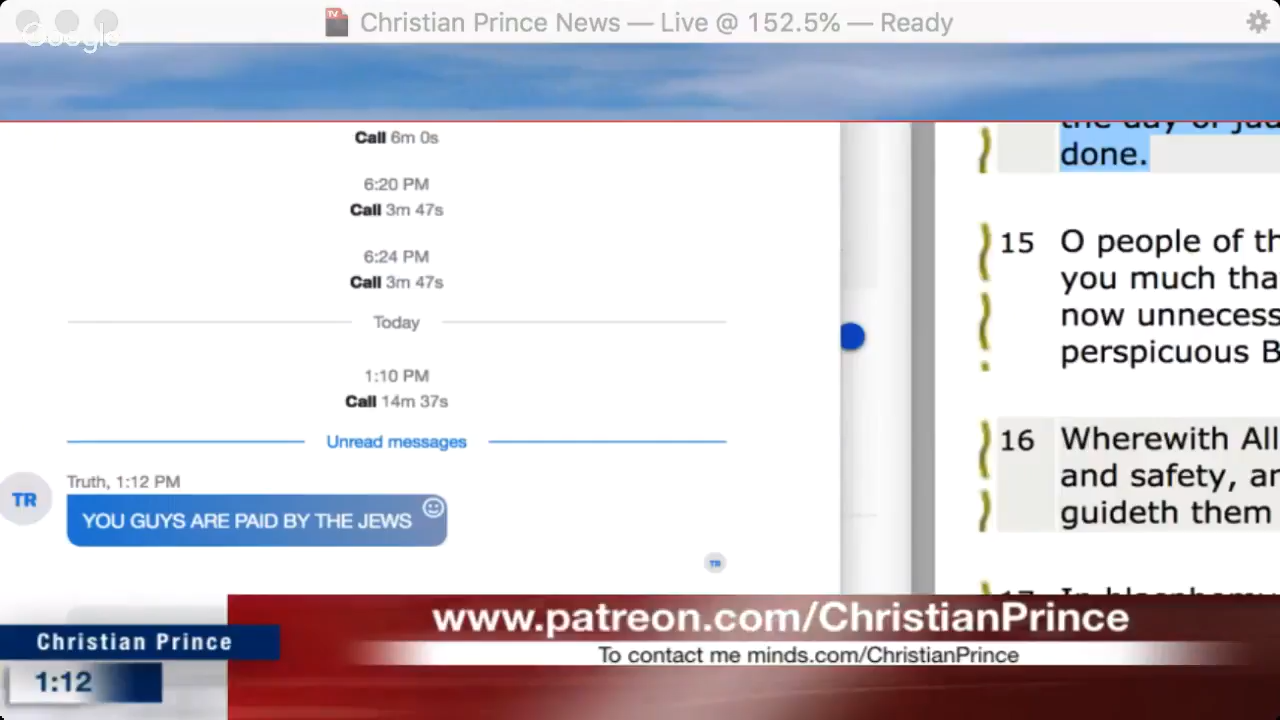 Christian Prince News — Live @ 152.5% — Ready
Google
Call 6m 0s
6:20 PM
Call 3m 47s
6:24 PM
Call 3m 47s
Today
1:10 PM
Call 14m 37s
Unread messages
Truth, 1:12 PM
TR
YOU GUYS ARE PAID BY THE JEWS
TR
done.
15 O people of th
you much tha
now unnecess
perspicuous B
16 Wherewith All
and safety, an
guideth them
www.patreon.com/ChristianPrince
To contact me minds.com/ChristianPrince
Christian Prince
1:12